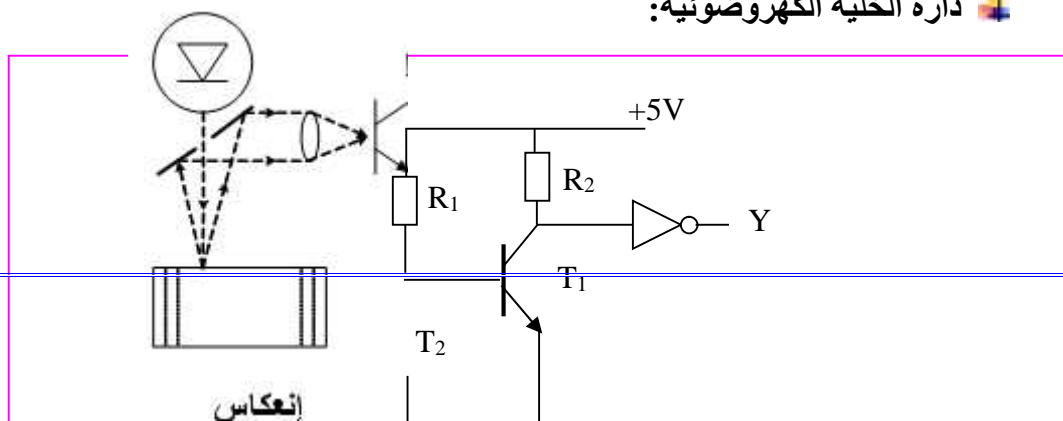 دارة الخلية الكهروضوئية:
+5V
R₂
R₁
Y
T₁
T₂
إنعكاس